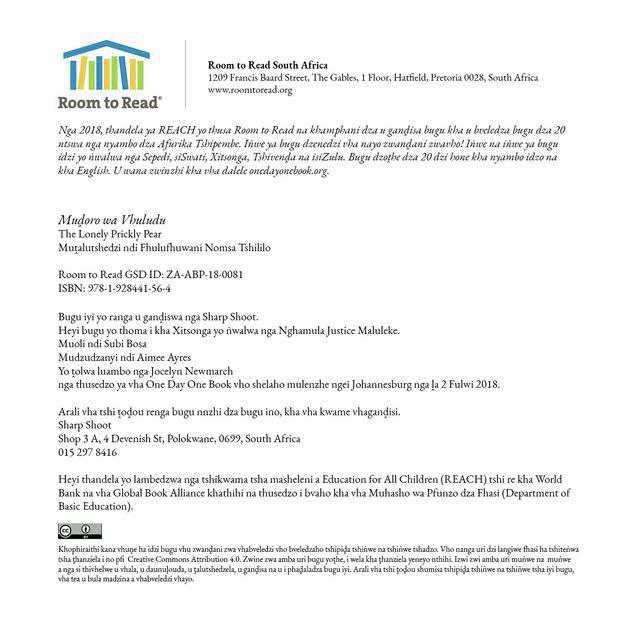 Room to Read®
Room to Read South Africa
1209 Francis Baard Street, The Gables, 1 Floor, Hatfield, Pretoria 0028, South Africa
www.roomtoread.org
Nga 2018, thandela ya REACH yo thusa Room to Read na khamphani dza u gandisa bugu kha u bveledza bugu dza 20
ntswa nga nyambo dza Afurika Tshipembe. Iṅwe ya bugu dzenedzi vha nayo zwanḓani zwavho! Iṅwe na iṅwe ya bugu
idzi yo ṅwalwa nga Sepedi, siSwati, Xitsonga, Tshivenḓa na isiZulu. Bugu dzoṱhe dza 20 dzi hone kha nyambo idzo na
kha English. U wana zwinzhi kha vha dalele onedayonebook.org.
Muḓoro wa Vhuludu
The Lonely Prickly Pear
Muṱalutshedzi ndi Fhulufhuwani Nomsa Tshililo
Room to Read GSD ID: ZA-ABP-18-0081
ISBN: 978-1-928441-56-4
Bugu iyi yo ranga u gandiswa nga Sharp Shoot.
Heyi bugu yo thoma i kha Xitsonga yo ṅwalwa nga Nghamula Justice Maluleke.
Muoli ndi Subi Bosa
Mudzudzanyi ndi Aimee Ayres
Yo ṱolwa luambo nga Jocelyn Newmarch
nga thusedzo ya vha One Day One Book vho shelaho mulenzhe ngei Johannesburg nga ḽa 2 Fulwi 2018.
Arali vha tshi ṱoḓou renga bugu nnzhi dza bugu ino, kha vha kwame vhagandisi.
Sharp Shoot
Shop 3 A, 4 Devenish St, Polokwane, 0699, South Africa
015 297 8416
Heyi thandela yo lambedzwa nga tshikwama tsha masheleni a Education for All Children (REACH) tshi re kha World
Bank na vha Global Book Alliance khathihi na thusedzo i bvaho kha vha Muhasho wa Pfunzo dza Fhasi (Department of
Basic Education).
cc BY
Khophiraithi kana vhuṋe ha idzi bugu vhu zwanḓani zwa vhabveledzi vho bveledzaho tshipiḓa tshiṅwe na tshiṅwe tshadzo. Vho nanga uri dzi langiwe fhasi ha tshiteṅwa
tsha ṱhanziela i no pfi Creative Commons Attribution 4.0. Zwine zwa amba uri bugu yoṱhe, i wela kha ṱhanziela yeneyo nthihi. Izwi zwi amba uri muṅwe na muṅwe
a nga si thivhelwe u vhala, u daunuḽouda, u ṱalutshedzela, u gandisa na u i phaḓaladza bugu iyi. Arali vha tshi ṱoḓou shumisa tshipiḓa tshiṅwe na tshiṅwe tsha iyi bugu,
vha tea u bula madzina a vhabveledzi vhayo.